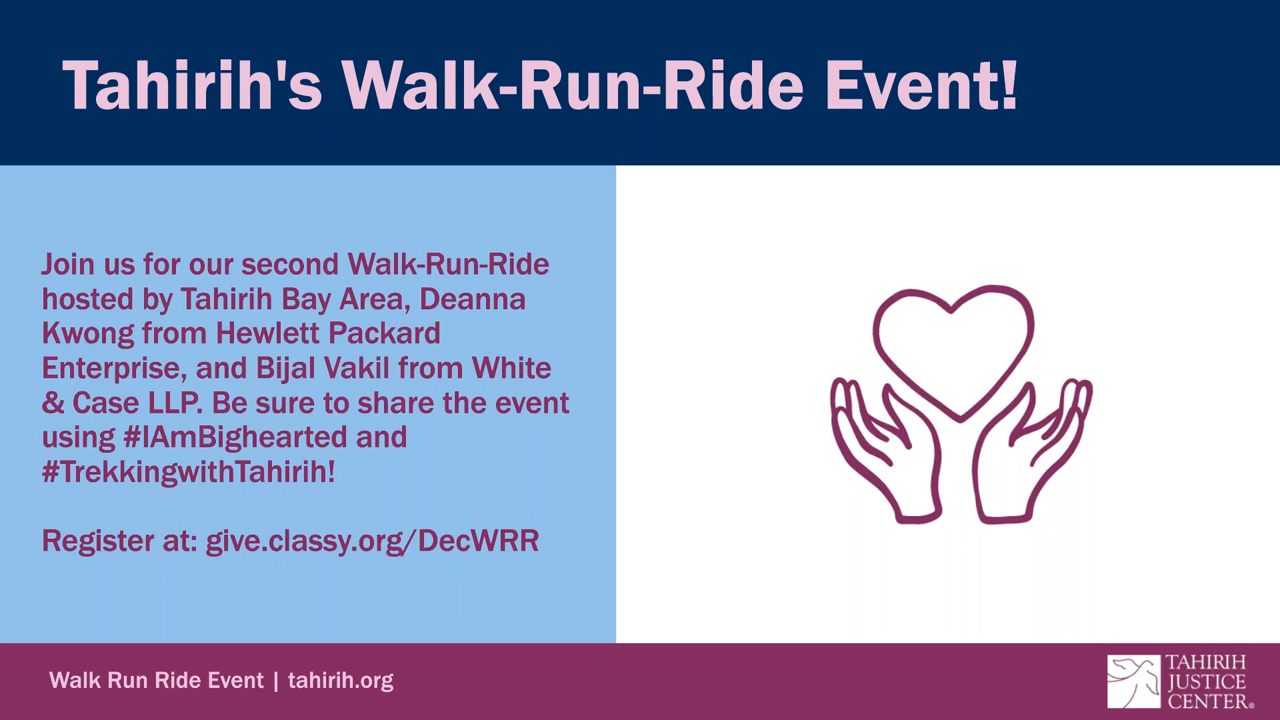 Tahirih's Walk-Run-Ride Event!
Join us for our second Walk-Run-Ride
hosted by Tahirih Bay Area, Deanna
Kwong from Hewlett Packard
Enterprise, and Bijal Vakil from White
& Case LLP. Be sure to share the event
using #IAmBighearted and
#TrekkingwithTahirih!
Register at: give.classy.org/DecWRR
Walk Run Ride Event | tahirih.org
TAHIRIH
JUSTICE
CENTER®